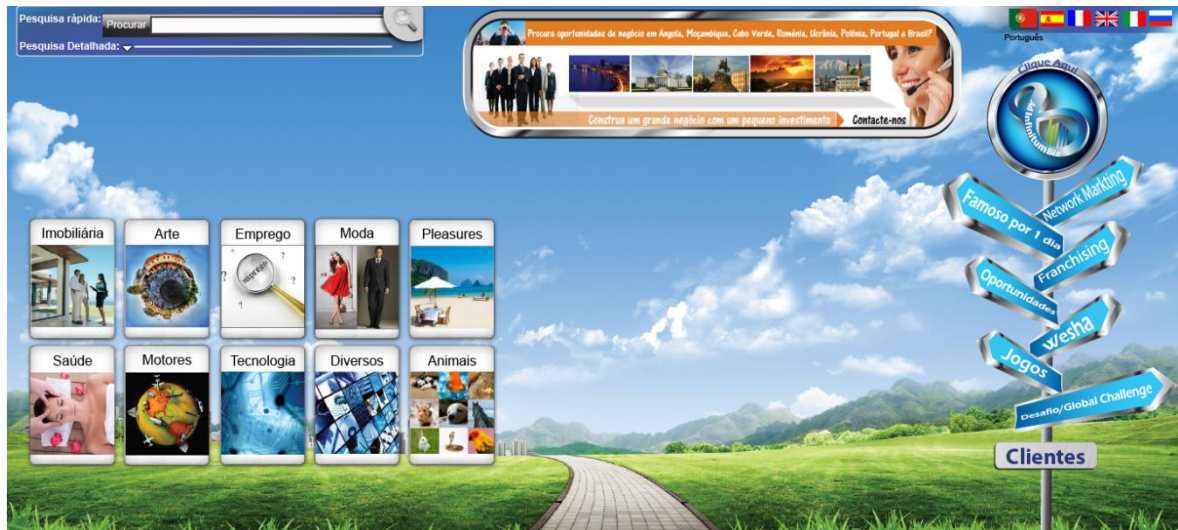 Pesquisa rápida:
Procurar
Pesquisa Detalhada:
Procura oportunidades de negócio em Angola, Moçambique, Cabo Verde, Roménia, Ucrânia, Polónia, Portugal e Brasil?
Construa um grande negócio com um pequeno investimento
Contacte-nos
Português
Clique Aqui
AdInfinitumBiz
Network Markting
Famoso por 1 dia
Franchising
Oportunidades
wesha
Jogos
Desafio/Global Challenge
Clientes
Imobiliária
Arte
Emprego
Moda
Pleasures
emprego
? ? ? ?
Saúde
Motores
Tecnologia
Diversos
Animais